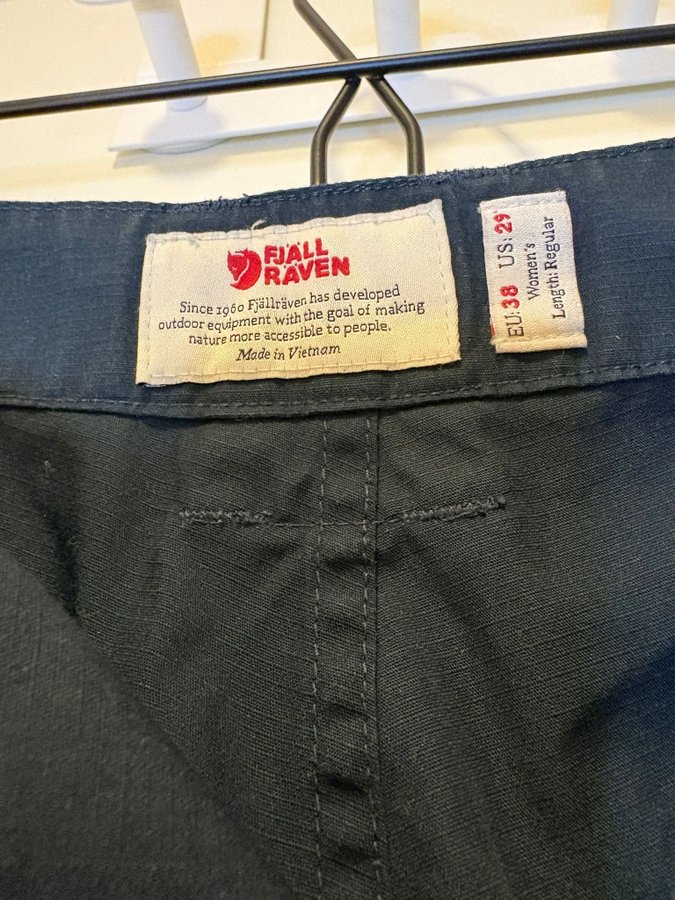 FJÄLL
RÄVEN
Since 1960 Fjällräven has developed
outdoor equipment with the goal of making
nature more accessible to people.
Made in Vietnam
EU: 38 US: 29
Women's
Length: Regular